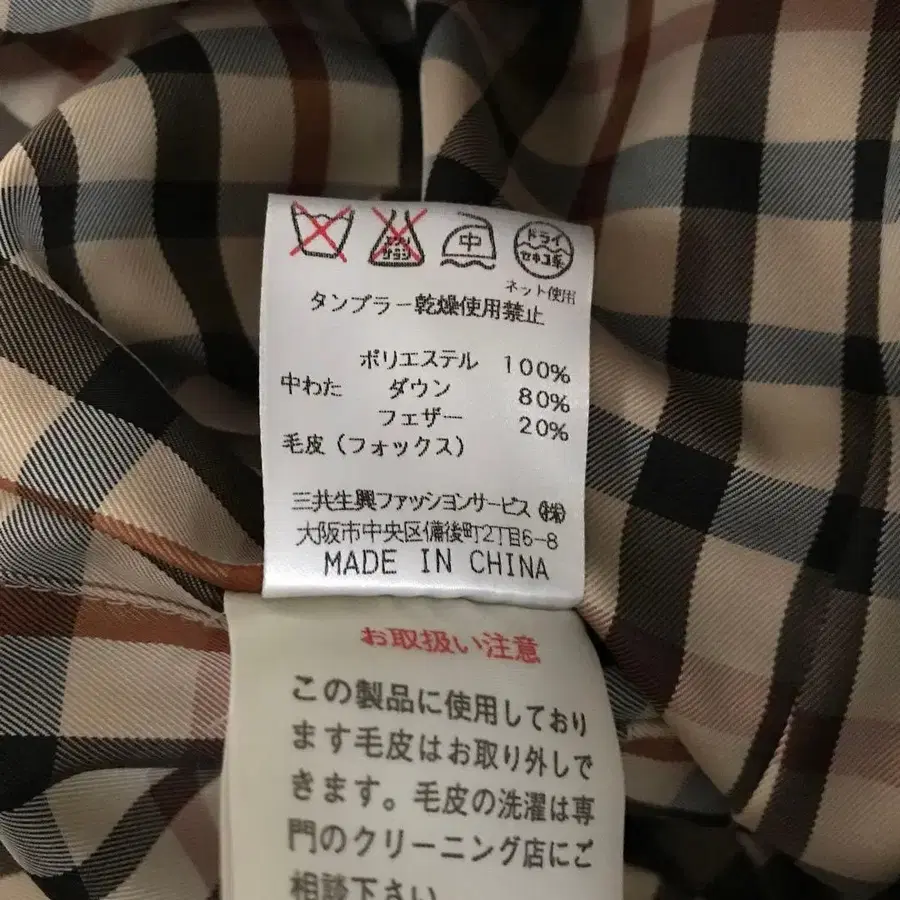 エンソ
サラシ
中
ドライ
セキユ系
ネット使用
タンブラー乾燥使用禁止
ポリエステル 100%
中わた ダウン 80%
フェザー 20%
毛皮(フォックス)
三共生興ファッションサービス㈱
大阪市中央区備後町2丁目6-8
MADE IN CHINA
お取扱い注意
この製品に使用しており
ます毛皮はお取り外しで
きます。毛皮の洗濯は専
門のクリーニング店にご
相談下さい